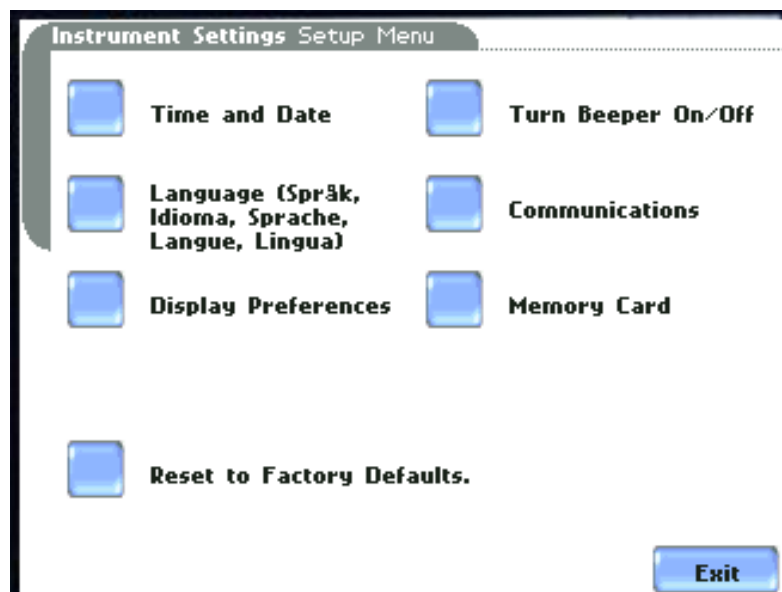 Instrument Settings Setup Menu
Time and Date
Turn Beeper On/Off
Language (Språk,
Idioma, Sprache,
Langue, Lingua)
Communications
Display Preferences
Memory Card
Reset to Factory Defaults.
Exit